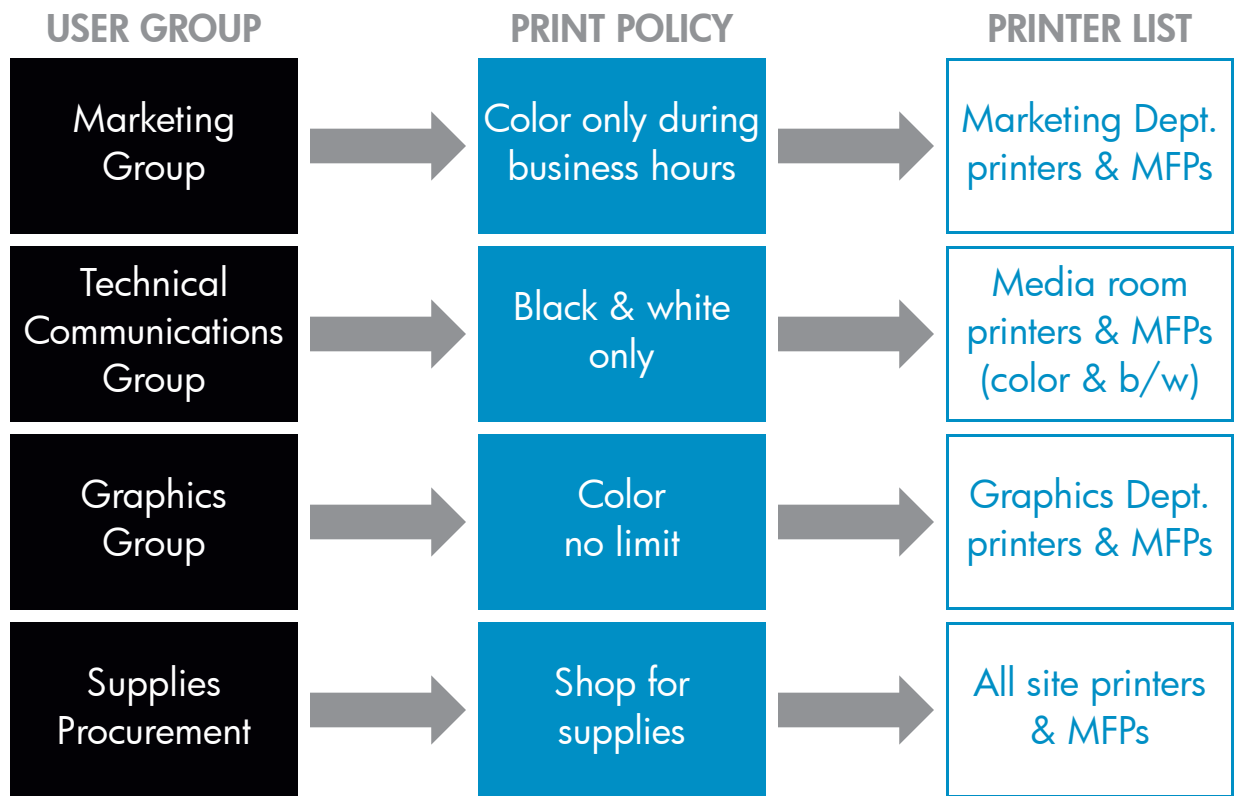 USER GROUP
PRINT POLICY
PRINTER LIST
Marketing
Group
Color only during
business hours
Marketing Dept.
printers & MFPs
Technical
Communications
Group
Black & white
only
Media room
printers & MFPs
(color & b/w)
Graphics
Group
Color
no limit
Graphics Dept.
printers & MFPs
Supplies
Procurement
Shop for
supplies
All site printers
& MFPs